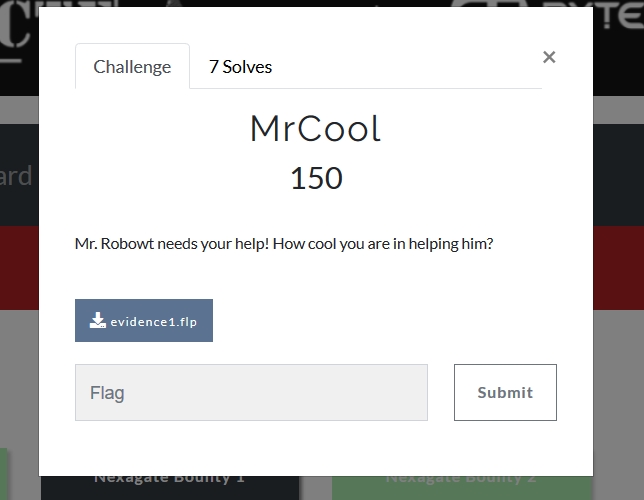 Challenge
7 Solves
×
MrCool
150
Mr. Robowt needs your help! How cool you are in helping him?
evidence1.flp
Flag
Submit
ard
Nexagate Bounty 1
Nexagate Bounty 2